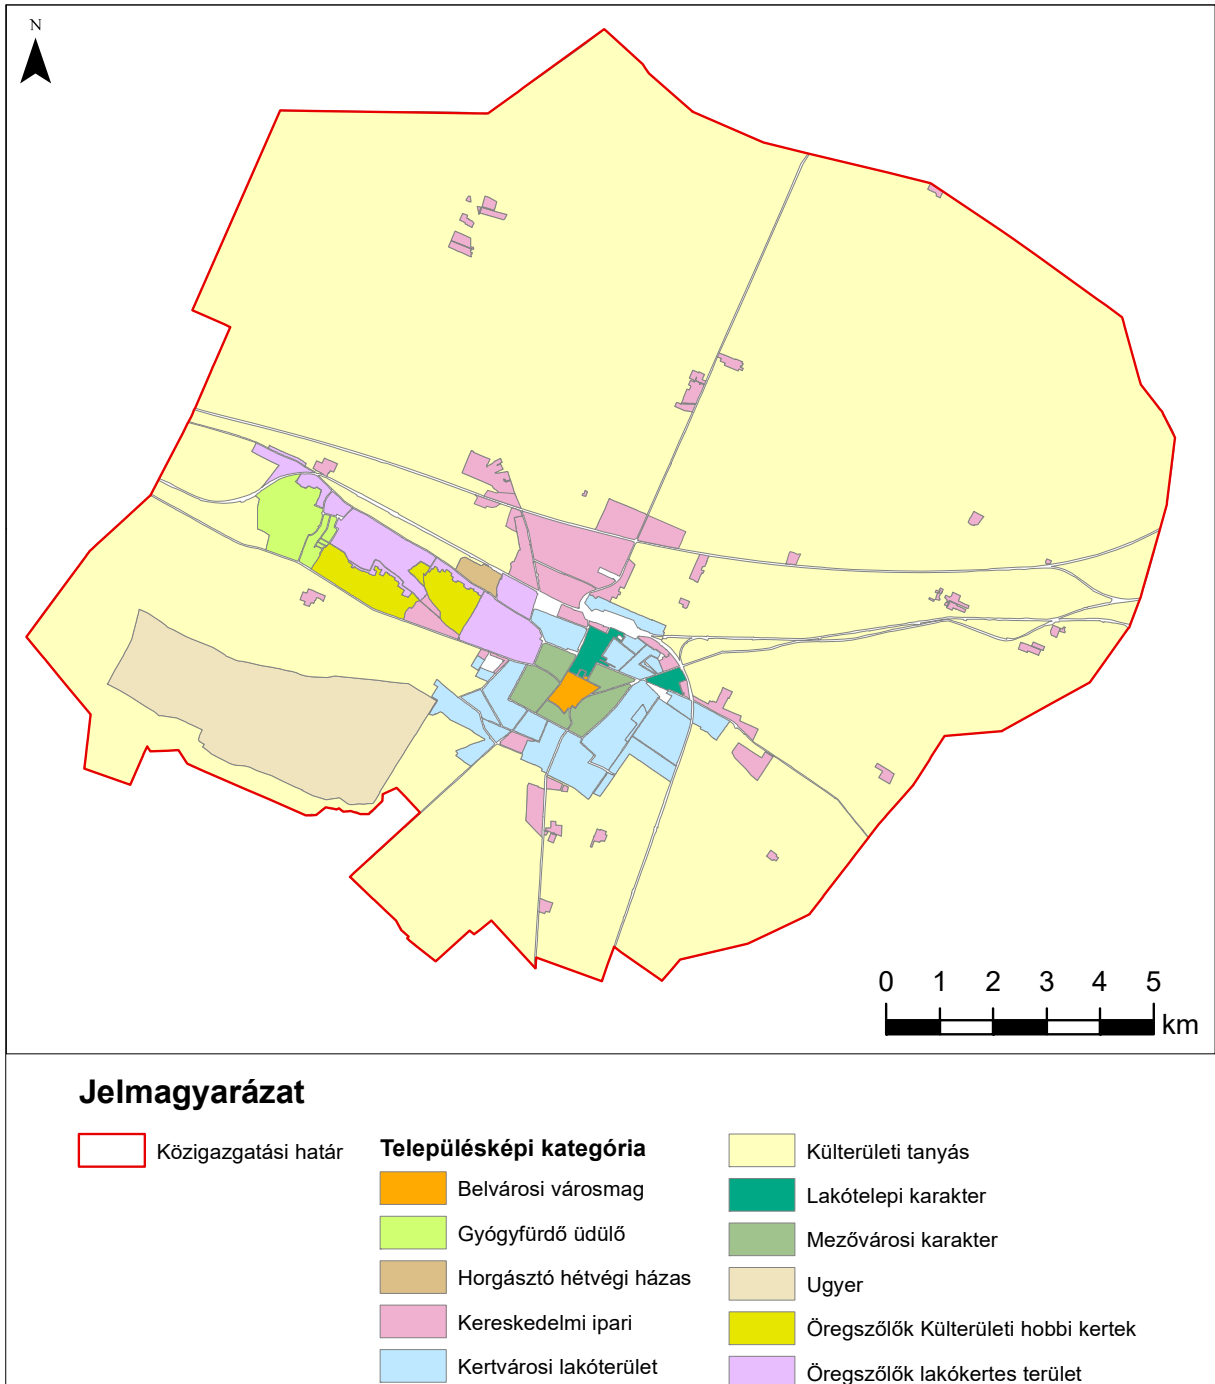 N
0 1 2 3 4 5
km
Jelmagyarázat
Közigazgatási határ
Településképi kategória
Belvárosi városmag
Gyógyfürdő üdülő
Horgásztó hétvégi házas
Kereskedelmi ipari
Kertvárosi lakóterület
Külterületi tanyás
Lakótelepi karakter
Mezővárosi karakter
Ugyer
Öregszőlők Külterületi hobbi kertek
Öregszőlők lakókertes terület